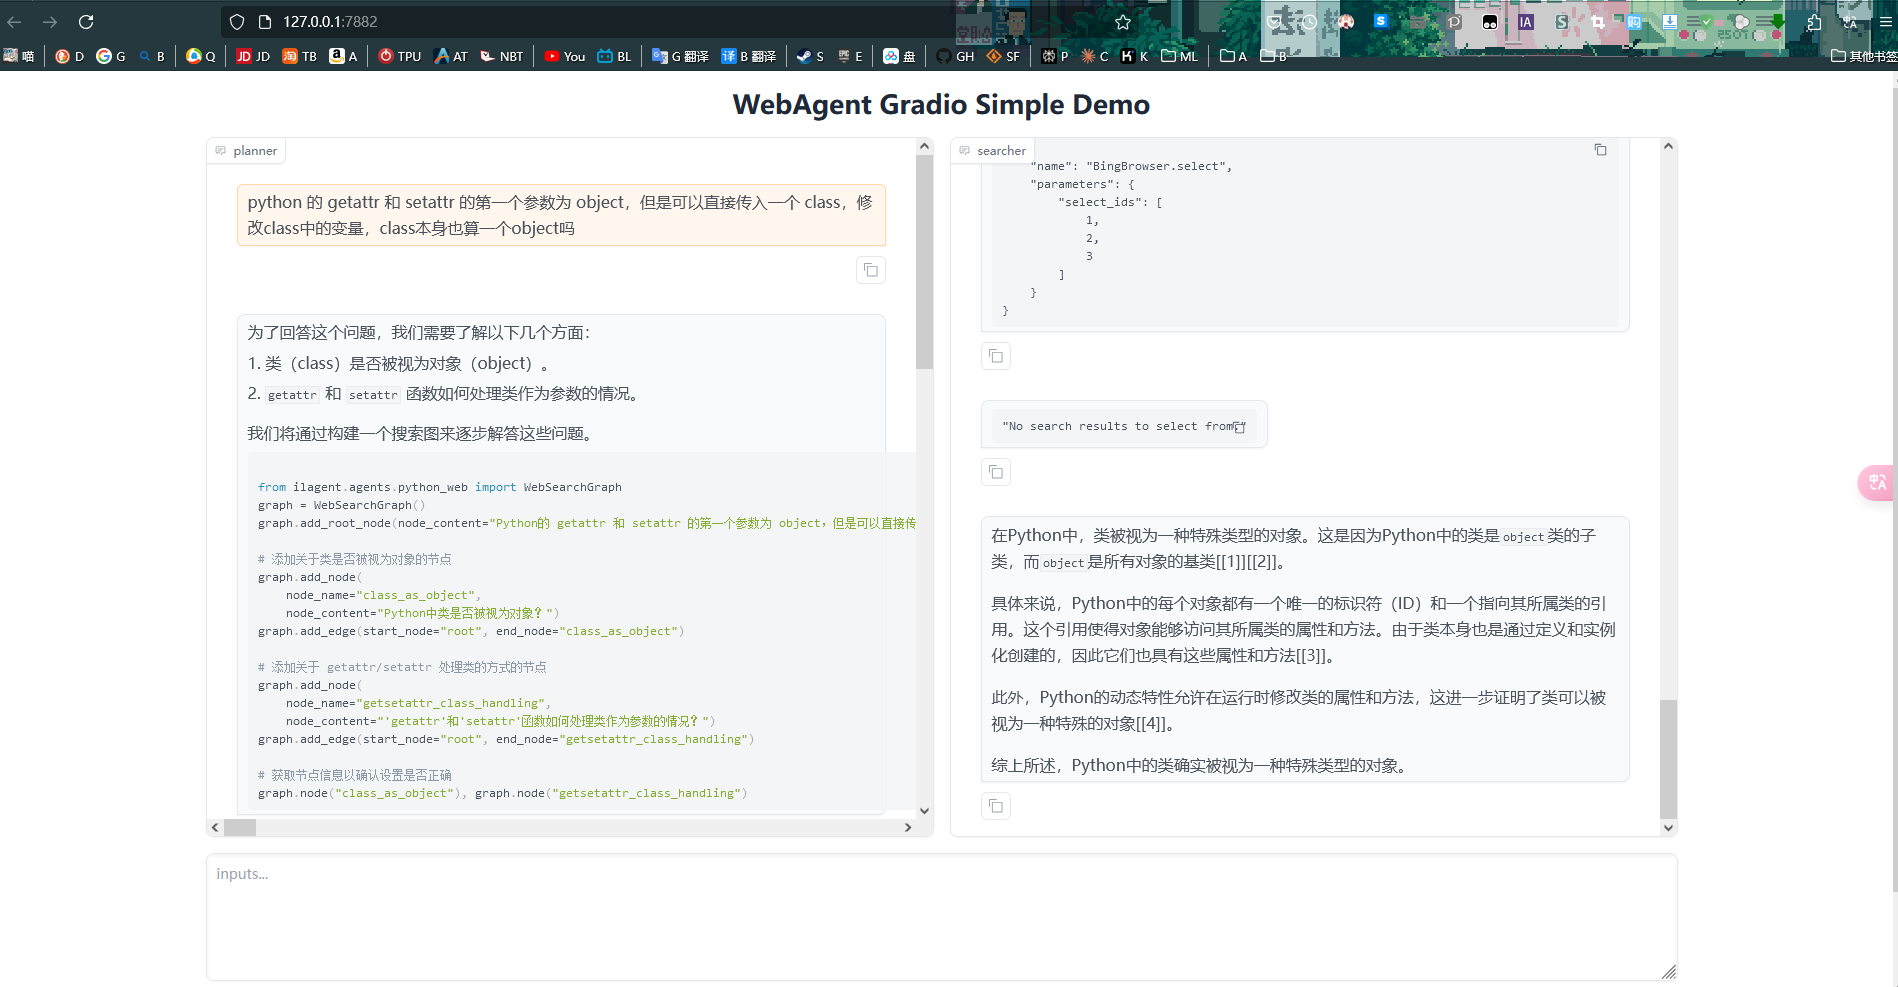 127.0.0.1:7882
喵 D G B Q JD JD 淘 TB a A TPU AT NBT You BL G 翻译 译 B 翻译 S E 盘 GH SF P C K ML A B 其他书签
WebAgent Gradio Simple Demo
planner
python 的 getattr 和 setattr 的第一个参数为 object，但是可以直接传入一个 class，修
改class中的变量，class本身也算一个object吗
为了回答这个问题，我们需要了解以下几个方面：
1. 类（class）是否被视为对象（object）。
2. getattr 和 setattr 函数如何处理类作为参数的情况。
我们将通过构建一个搜索图来逐步解答这些问题。
from ilagent.agents.python_web import WebSearchGraph
graph = WebSearchGraph()
graph.add_root_node(node_content="Python的 getattr 和 setattr 的第一个参数为 object，但是可以直接传
# 添加关于类是否被视为对象的节点
graph.add_node(
node_name="class_as_object",
node_content="Python中类是否被视为对象？")
graph.add_edge(start_node="root", end_node="class_as_object")
# 添加关于 getattr/setattr 处理类的方式的节点
graph.add_node(
node_name="getsetattr_class_handling",
node_content="'getattr'和'setattr'函数如何处理类作为参数的情况？")
graph.add_edge(start_node="root", end_node="getsetattr_class_handling")
# 获取节点信息以确认设置是否正确
graph.node("class_as_object"), graph.node("getsetattr_class_handling")
searcher
"name": "BingBrowser.select",
"parameters": {
"select_ids": [
1,
2,
3
]
}
}
"No search results to select from."
在Python中，类被视为一种特殊类型的对象。这是因为Python中的类是object类的子
类，而object是所有对象的基类[[1]][[2]]。
具体来说，Python中的每个对象都有一个唯一的标识符（ID）和一个指向其所属类的引
用。这个引用使得对象能够访问其所属类的属性和方法。由于类本身也是通过定义和实例
化创建的，因此它们也具有这些属性和方法[[3]]。
此外，Python的动态特性允许在运行时修改类的属性和方法，这进一步证明了类可以被
视为一种特殊的对象[[4]]。
综上所述，Python中的类确实被视为一种特殊类型的对象。
inputs...